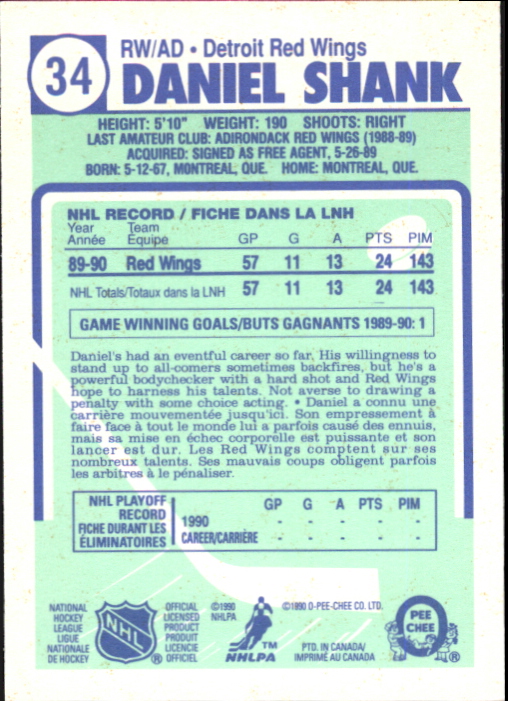 34
RW/AD • Detroit Red Wings
DANIEL SHANK
HEIGHT: 5'10" WEIGHT: 190 SHOOTS: RIGHT
LAST AMATEUR CLUB: ADIRONDACK RED WINGS (1988-89)
ACQUIRED: SIGNED AS FREE AGENT, 5-26-89
BORN: 5-12-67, MONTREAL, QUE. HOME: MONTREAL, QUE.
NHL RECORD / FICHE DANS LA LNH
Year Team
Année Équipe GP G A PTS PIM
89-90 Red Wings 57 11 13 24 143
NHL Totals/Totaux dans la LNH 57 11 13 24 143
GAME WINNING GOALS/BUTS GAGNANTS 1989-90: 1
Daniel's had an eventful career so far. His willingness to
stand up to all-comers sometimes backfires, but he's a
powerful bodychecker with a hard shot and Red Wings
hope to harness his talents. Not averse to drawing a
penalty with some choice acting. • Daniel a connu une
carrière mouvementée jusqu'ici. Son empressement à
faire face à tout le monde lui a parfois causé des ennuis,
mais sa mise en échec corporelle est puissante et son
lancer est dur. Les Red Wings comptent sur ses
nombreux talents. Ses mauvais coups obligent parfois
les arbitres à le pénaliser.
NHL PLAYOFF
RECORD
FICHE DURANT LES
ÉLIMINATOIRES
GP G A PTS PIM
1990 - - - - -
CAREER/CARRIÈRE - - - - -
NATIONAL
HOCKEY
LEAGUE
LIGUE
NATIONALE
DE HOCKEY
NHL
®
OFFICIAL
LICENSED
PRODUCT
PRODUIT
LICENCIE
OFFICIEL
©1990
NHLPA
TM
NHLPA
©1990 O-PEE-CHEE CO. LTD.
PTD. IN CANADA/
IMPRIMÉ AU CANADA
O
PEE
CHEE
®